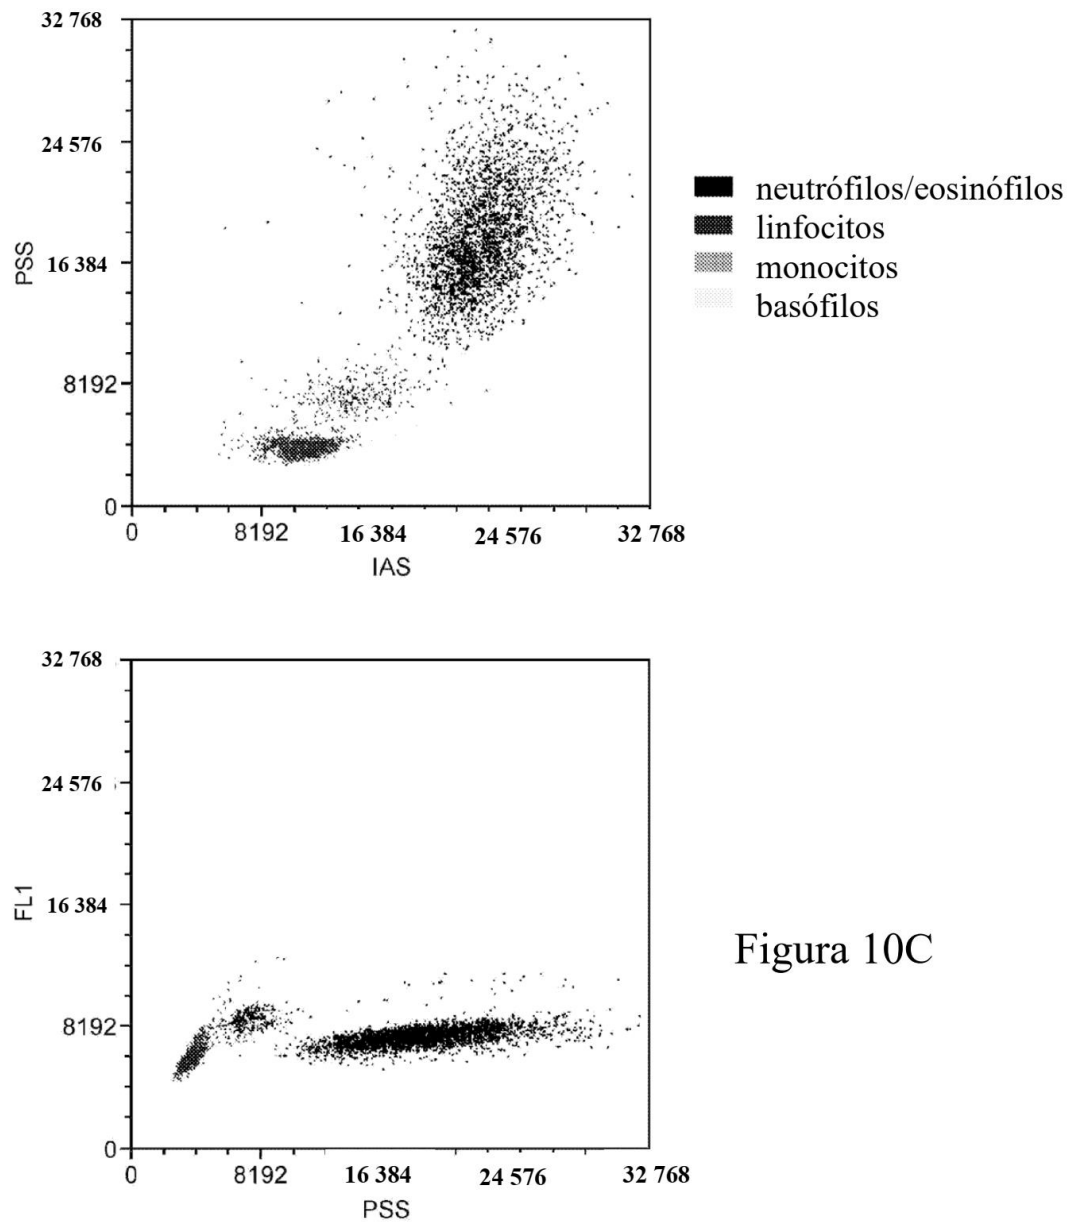 32 768
24 576
PSS
16 384
8192
0
0
8192
16 384
24 576
32 768
IAS
neutrófilos/eosinófilos
linfocitos
monocitos
basófilos
32 768
24 576
FL1
16 384
8192
0
0
8192
16 384
24 576
32 768
PSS
Figura 10C